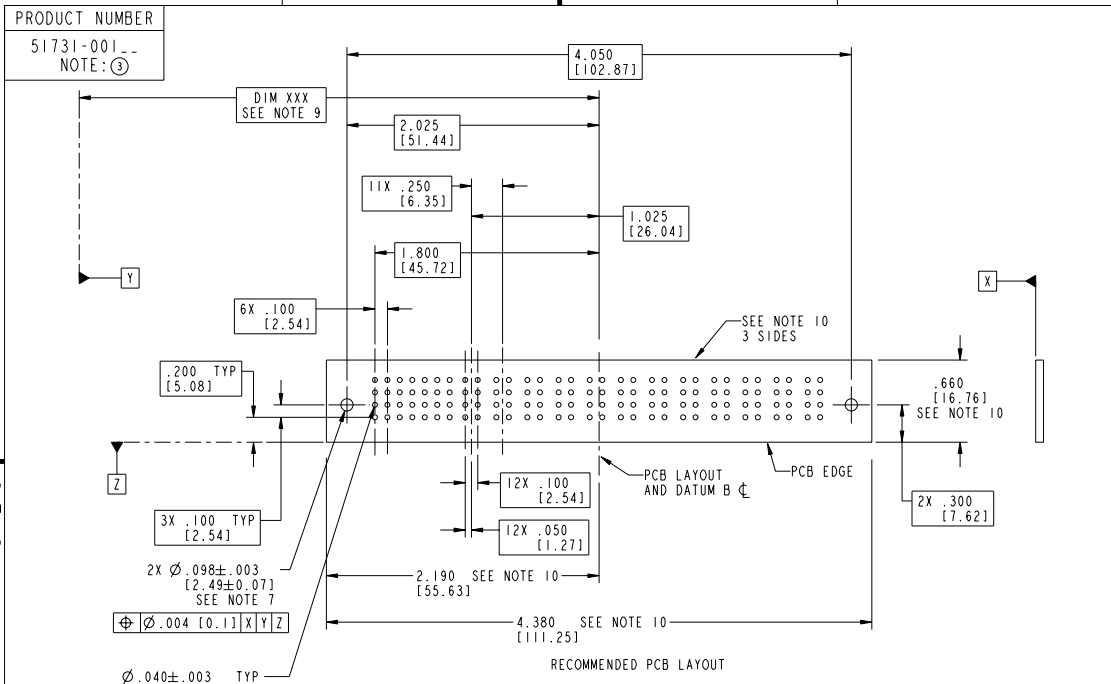 PRODUCT NUMBER
51731-001__
NOTE: ③
4.050
[102.87]
DIM XXX
SEE NOTE 9
2.025
[51.44]
11X .250
[6.35]
1.025
[26.04]
1.800
[45.72]
Y
X
6X .100
[2.54]
SEE NOTE 10
3 SIDES
.200 TYP
[5.08]
.660
[16.76]
SEE NOTE 10
Z
12X .100
[2.54]
PCB LAYOUT
AND DATUM B ℄
PCB EDGE
2X .300
[7.62]
3X .100 TYP
[2.54]
12X .050
[1.27]
2X Ø.098±.003
[2.49±0.07]
SEE NOTE 7
2.190 SEE NOTE 10
[55.63]
⌖ Ø.004 [0.1] X Y Z
4.380 SEE NOTE 10
[111.25]
RECOMMENDED PCB LAYOUT
Ø.040±.003 TYP